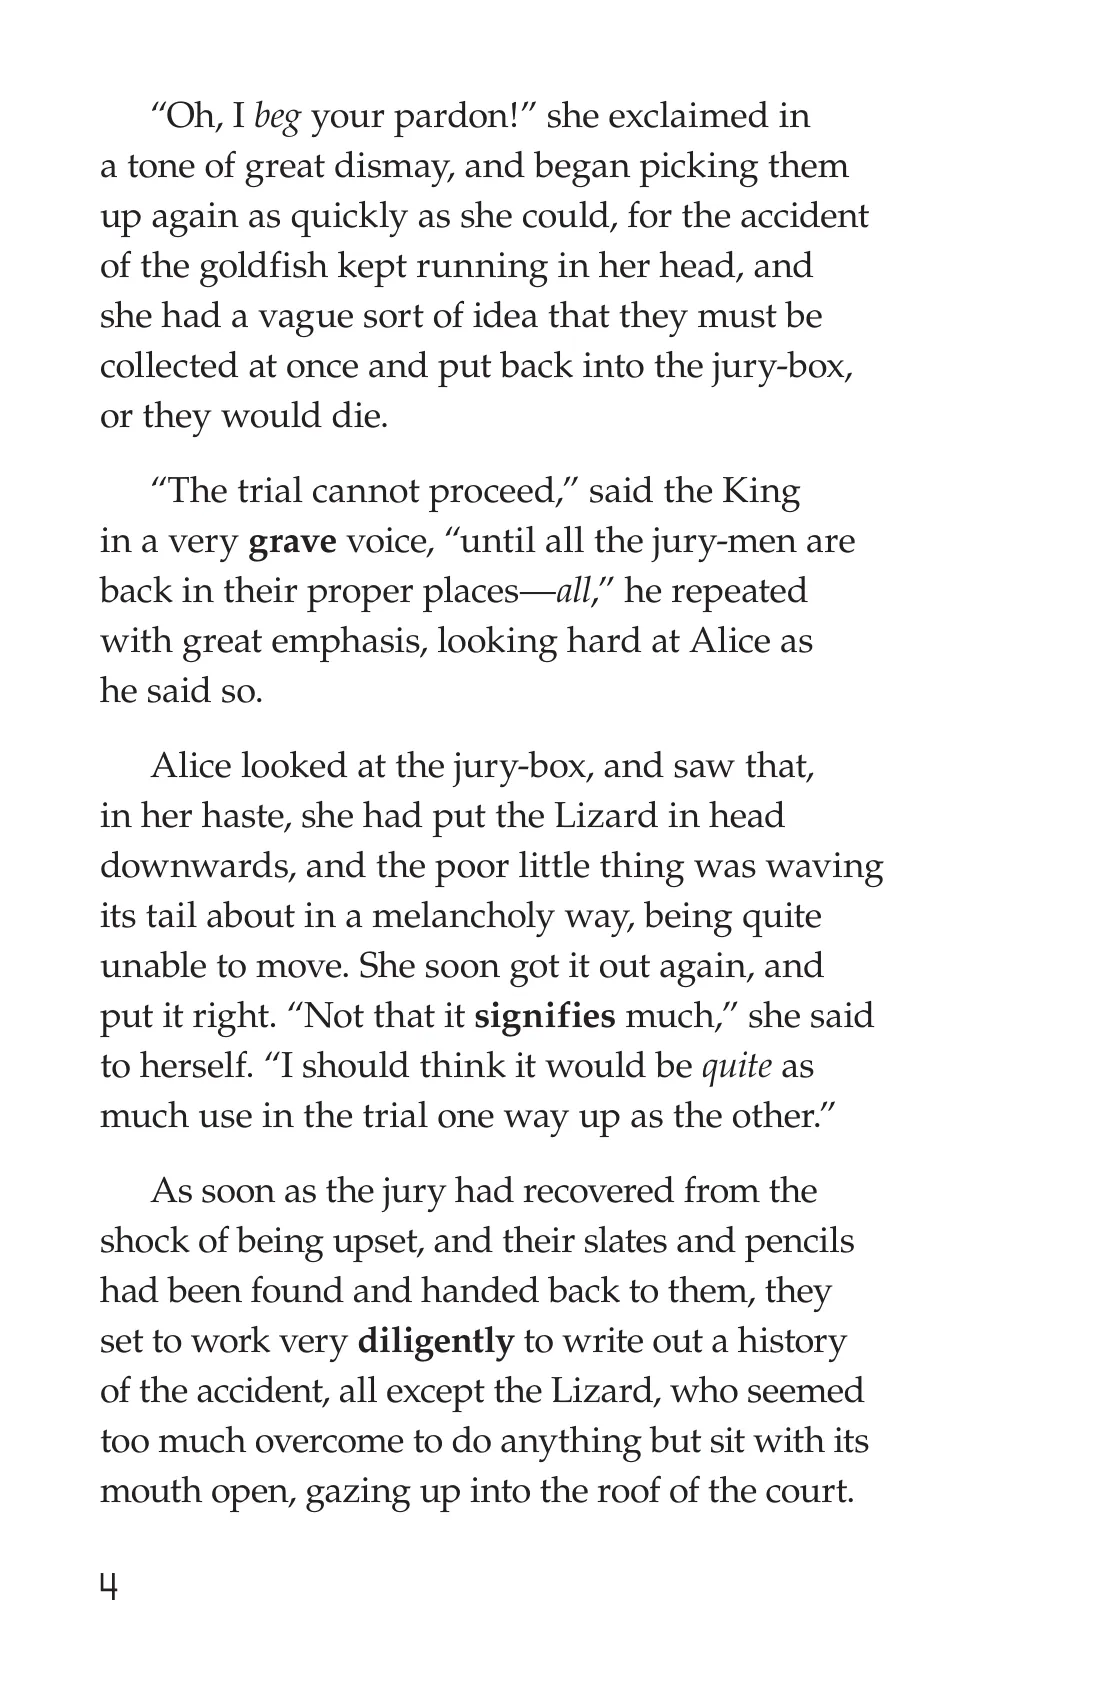 “Oh, I beg your pardon!” she exclaimed in
a tone of great dismay, and began picking them
up again as quickly as she could, for the accident
of the goldfish kept running in her head, and
she had a vague sort of idea that they must be
collected at once and put back into the jury-box,
or they would die.
“The trial cannot proceed,” said the King
in a very grave voice, “until all the jury-men are
back in their proper places—all,” he repeated
with great emphasis, looking hard at Alice as
he said so.
Alice looked at the jury-box, and saw that,
in her haste, she had put the Lizard in head
downwards, and the poor little thing was waving
its tail about in a melancholy way, being quite
unable to move. She soon got it out again, and
put it right. “Not that it signifies much,” she said
to herself. “I should think it would be quite as
much use in the trial one way up as the other.”
As soon as the jury had recovered from the
shock of being upset, and their slates and pencils
had been found and handed back to them, they
set to work very diligently to write out a history
of the accident, all except the Lizard, who seemed
too much overcome to do anything but sit with its
mouth open, gazing up into the roof of the court.
4